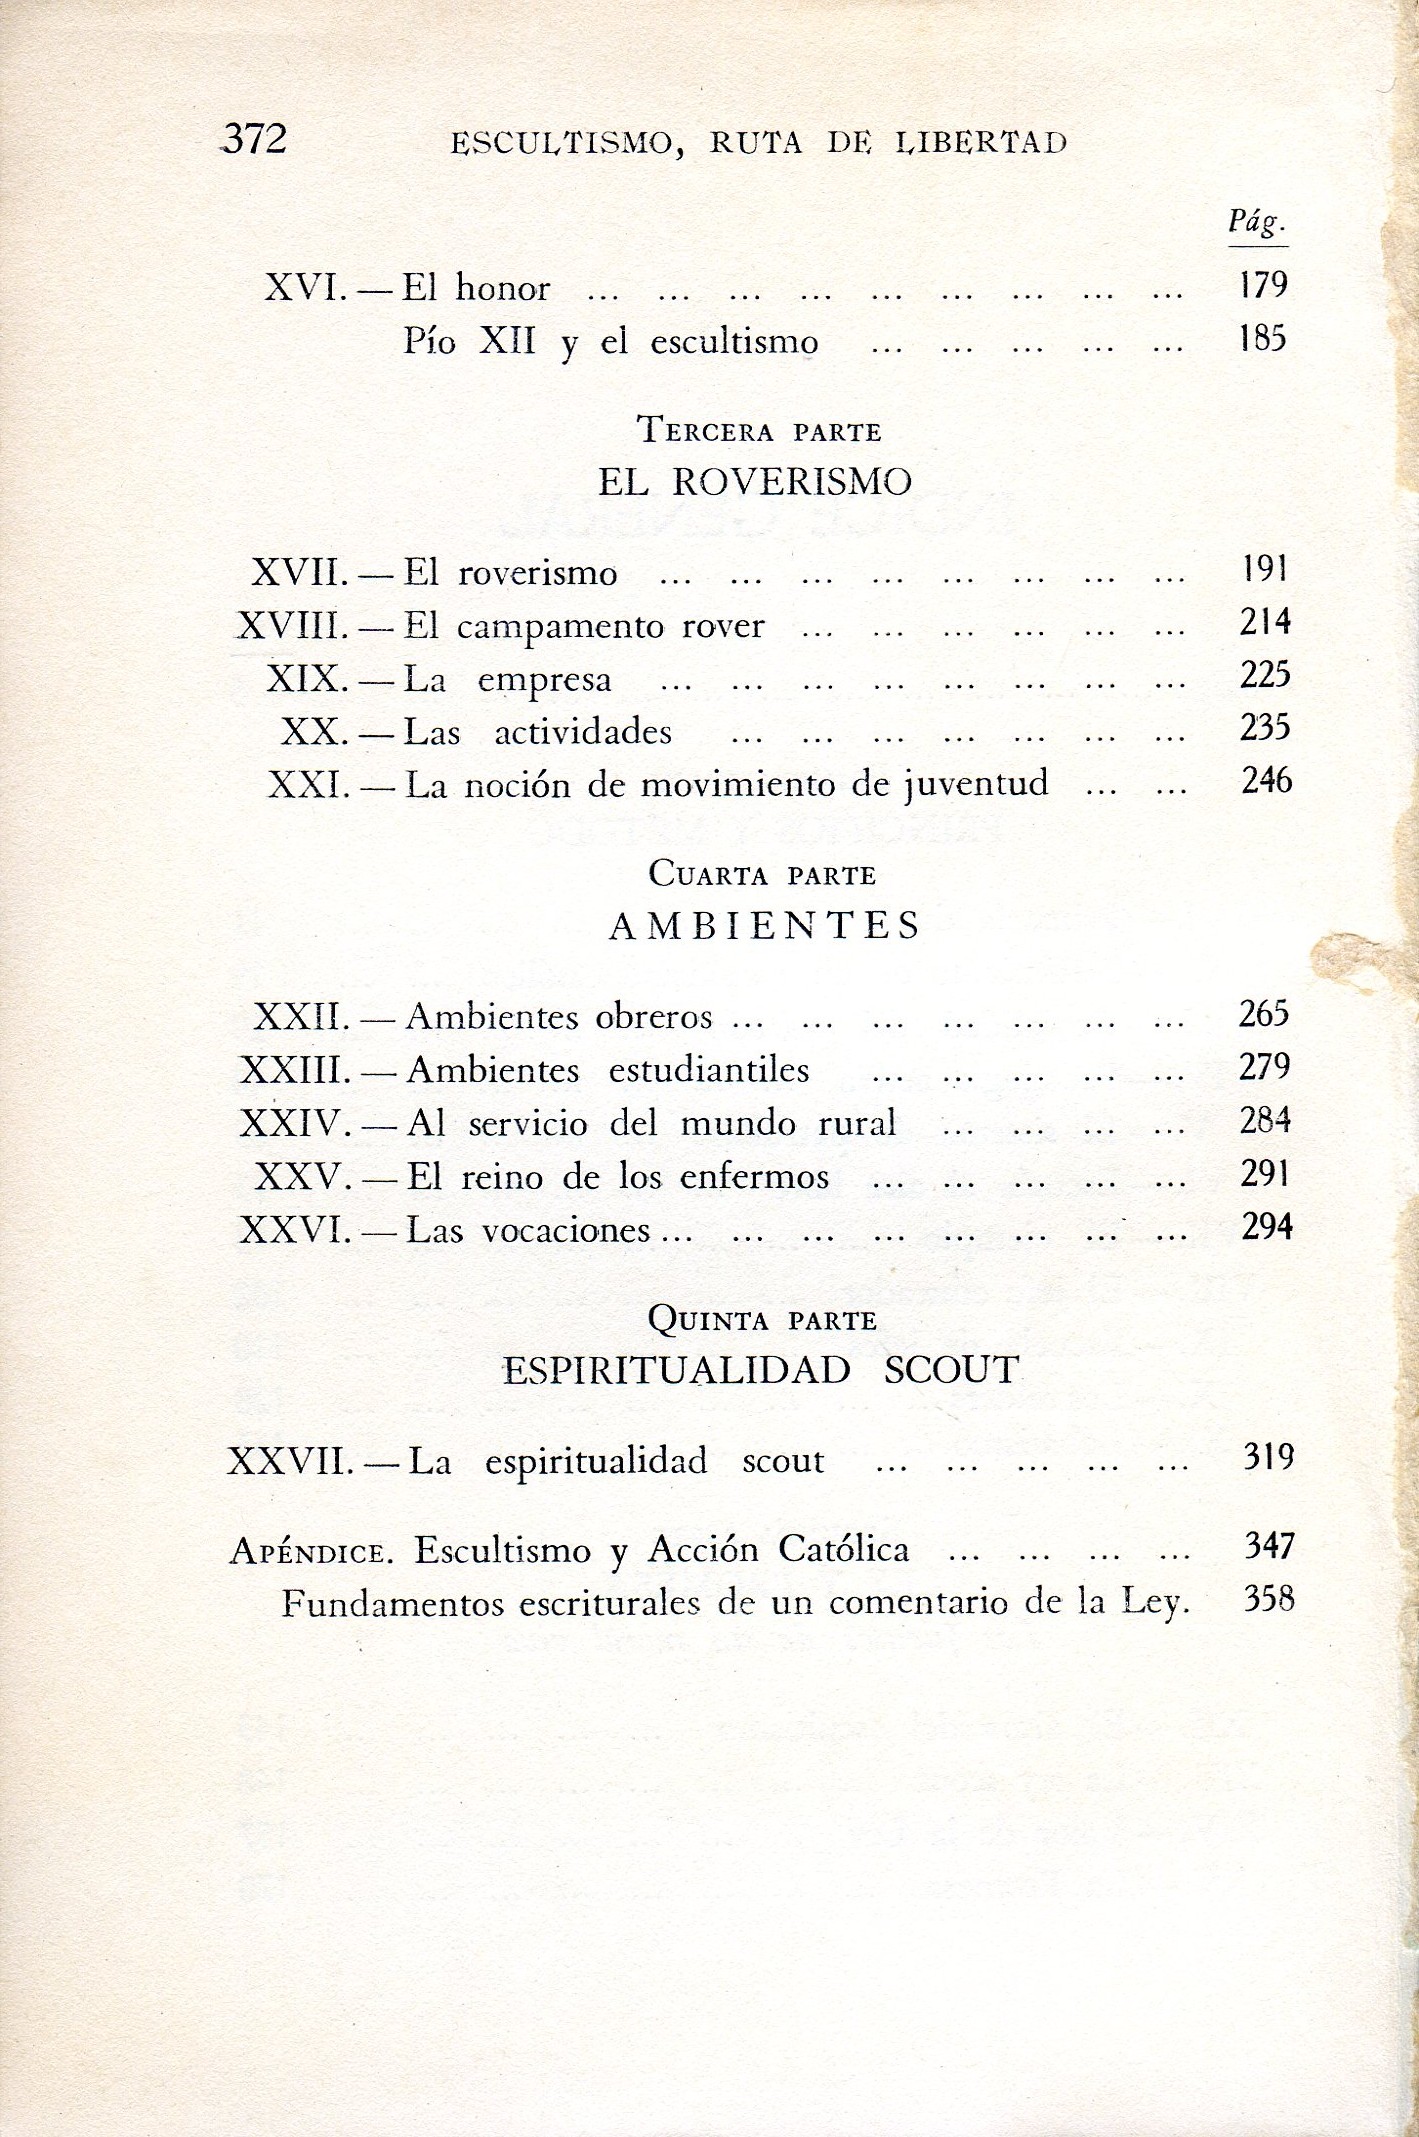 372 ESCULTISMO, RUTA DE LIBERTAD
Pág.
XVI. — El honor ... ... ... ... ... ... ... ... ... 179
Pío XII y el escultismo ... ... ... ... ... 185
TERCERA PARTE
EL ROVERISMO
XVII. — El roverismo ... ... ... ... ... ... ... ... 191
XVIII. — El campamento rover ... ... ... ... ... ... 214
XIX. — La empresa ... ... ... ... ... ... ... ... 225
XX. — Las actividades ... ... ... ... ... ... ... 235
XXI. — La noción de movimiento de juventud ... ... 246
CUARTA PARTE
AMBIENTES
XXII. — Ambientes obreros ... ... ... ... ... ... ... 265
XXIII. — Ambientes estudiantiles ... ... ... ... ... 279
XXIV. — Al servicio del mundo rural ... ... ... ... 284
XXV. — El reino de los enfermos ... ... ... ... ... 291
XXVI. — Las vocaciones ... ... ... ... ... ... ... ... 294
QUINTA PARTE
ESPIRITUALIDAD SCOUT
XXVII. — La espiritualidad scout ... ... ... ... ... 319
APÉNDICE. Escultismo y Acción Católica ... ... ... ... 347
Fundamentos escriturales de un comentario de la Ley. 358